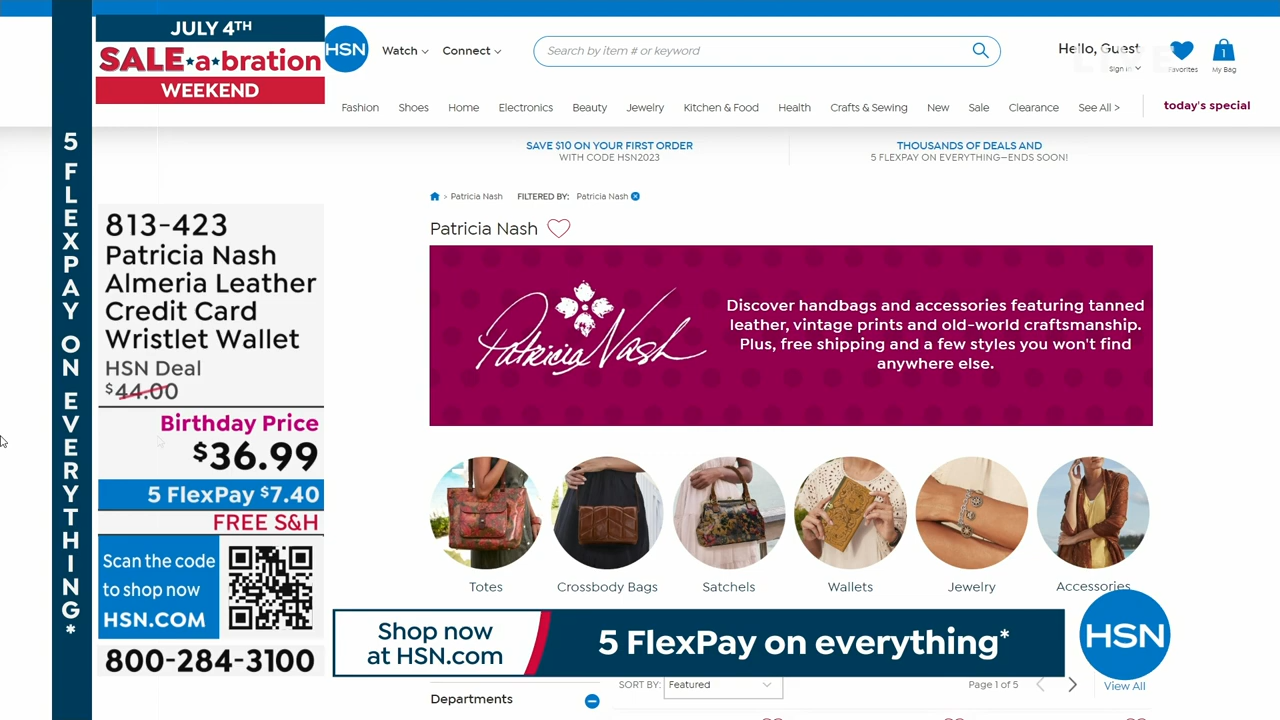 JULY 4TH
SALE★a★bration
WEEKEND
5 FLEXPAY ON EVERYTHING*
813-423
Patricia Nash
Almeria Leather
Credit Card
Wristlet Wallet
HSN Deal
$44.00
Birthday Price
$36.99
5 FlexPay $7.40
FREE S&H
Scan the code
to shop now
HSN.COM
800-284-3100
HSN
Watch
Connect
Search by item # or keyword
Hello, Guest
Sign in
Favorites
1
My Bag
Fashion Shoes Home Electronics Beauty Jewelry Kitchen & Food Health Crafts & Sewing New Sale Clearance See All > today's special
SAVE $10 ON YOUR FIRST ORDER
WITH CODE HSN2023
THOUSANDS OF DEALS AND
5 FLEXPAY ON EVERYTHING—ENDS SOON!
> Patricia Nash FILTERED BY: Patricia Nash
Patricia Nash
Patricia Nash
Discover handbags and accessories featuring tanned
leather, vintage prints and old-world craftsmanship.
Plus, free shipping and a few styles you won't find
anywhere else.
Totes Crossbody Bags Satchels Wallets Jewelry Accessories
Shop now
at HSN.com
5 FlexPay on everything*
HSN
Departments
SORT BY: Featured
Page 1 of 5
View All